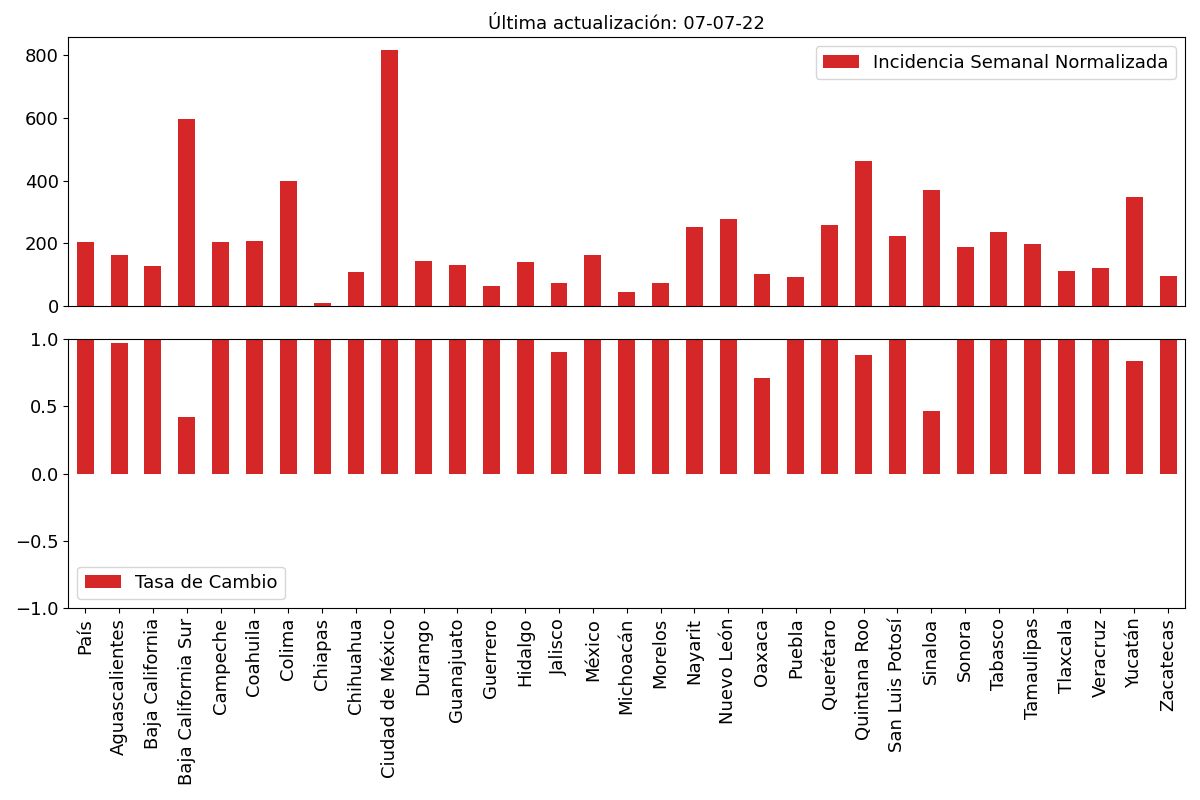 Última actualización: 07-07-22
800
600
400
200
0
Incidencia Semanal Normalizada
1.0
0.5
0.0
−0.5
−1.0
Tasa de Cambio
País
Aguascalientes
Baja California
Baja California Sur
Campeche
Coahuila
Colima
Chiapas
Chihuahua
Ciudad de México
Durango
Guanajuato
Guerrero
Hidalgo
Jalisco
México
Michoacán
Morelos
Nayarit
Nuevo León
Oaxaca
Puebla
Querétaro
Quintana Roo
San Luis Potosí
Sinaloa
Sonora
Tabasco
Tamaulipas
Tlaxcala
Veracruz
Yucatán
Zacatecas